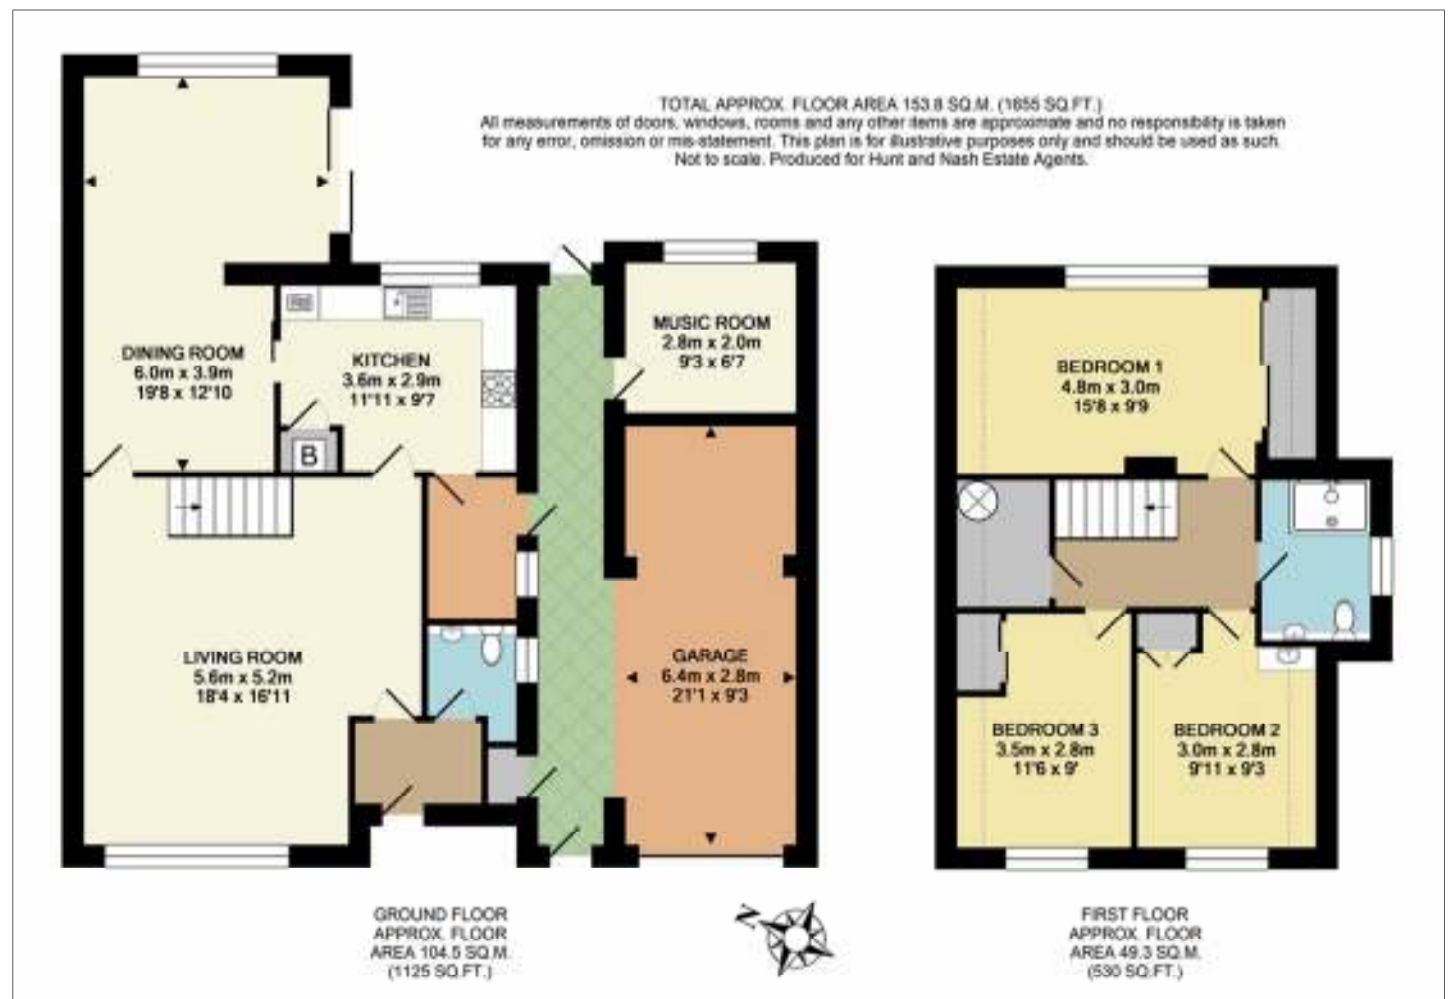 TOTAL APPROX. FLOOR AREA 153.8 SQ.M. (1655 SQ.FT.)
All measurements of doors, windows, rooms and any other items are approximate and no responsibility is taken
for any error, omission or mis-statement. This plan is for illustrative purposes only and should be used as such.
Not to scale. Produced for Hunt and Nash Estate Agents.
DINING ROOM
6.0m x 3.9m
19'8 x 12'10
KITCHEN
3.6m x 2.9m
11'11 x 9'7
B
MUSIC ROOM
2.8m x 2.0m
9'3 x 6'7
LIVING ROOM
5.6m x 5.2m
18'4 x 16'11
GARAGE
6.4m x 2.8m
21'1 x 9'3
BEDROOM 1
4.8m x 3.0m
15'8 x 9'9
BEDROOM 3
3.5m x 2.8m
11'6 x 9'
BEDROOM 2
3.0m x 2.8m
9'11 x 9'3
GROUND FLOOR
APPROX. FLOOR
AREA 104.5 SQ.M.
(1125 SQ.FT.)
N
FIRST FLOOR
APPROX. FLOOR
AREA 49.3 SQ.M.
(530 SQ.FT.)